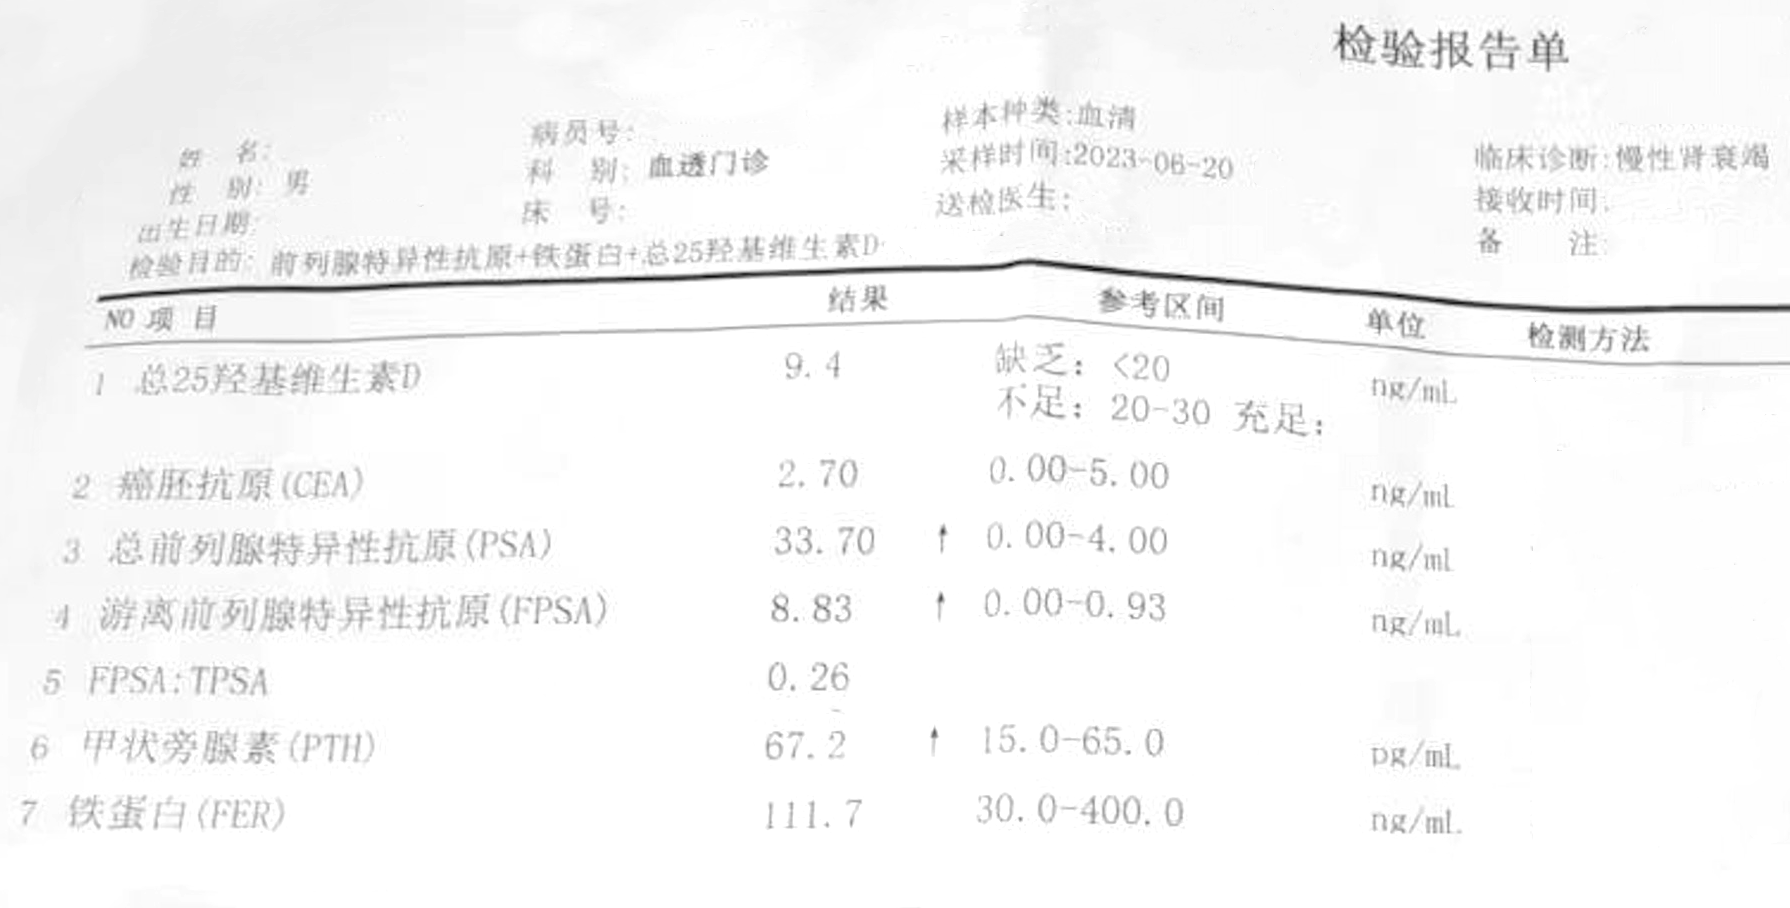 检验报告单
姓 名: 病员号: 样本种类:血清
性 别: 男 科 别: 血透门诊 采样时间:2023-06-20 临床诊断:慢性肾衰竭
出生日期: 床 号: 送检医生: 接收时间:
检验目的: 前列腺特异性抗原+铁蛋白+总25羟基维生素D 备 注:
NO 项 目 结果 参考区间 单位 检测方法
1 总25羟基维生素D 9.4 缺乏: <20 ng/mL
不足: 20-30 充足:
2 癌胚抗原(CEA) 2.70 0.00-5.00 ng/mL
3 总前列腺特异性抗原(PSA) 33.70 ↑ 0.00-4.00 ng/mL
4 游离前列腺特异性抗原(FPSA) 8.83 ↑ 0.00-0.93 ng/mL
5 FPSA:TPSA 0.26
6 甲状旁腺素(PTH) 67.2 ↑ 15.0-65.0 pg/mL
7 铁蛋白(FER) 111.7 30.0-400.0 ng/mL